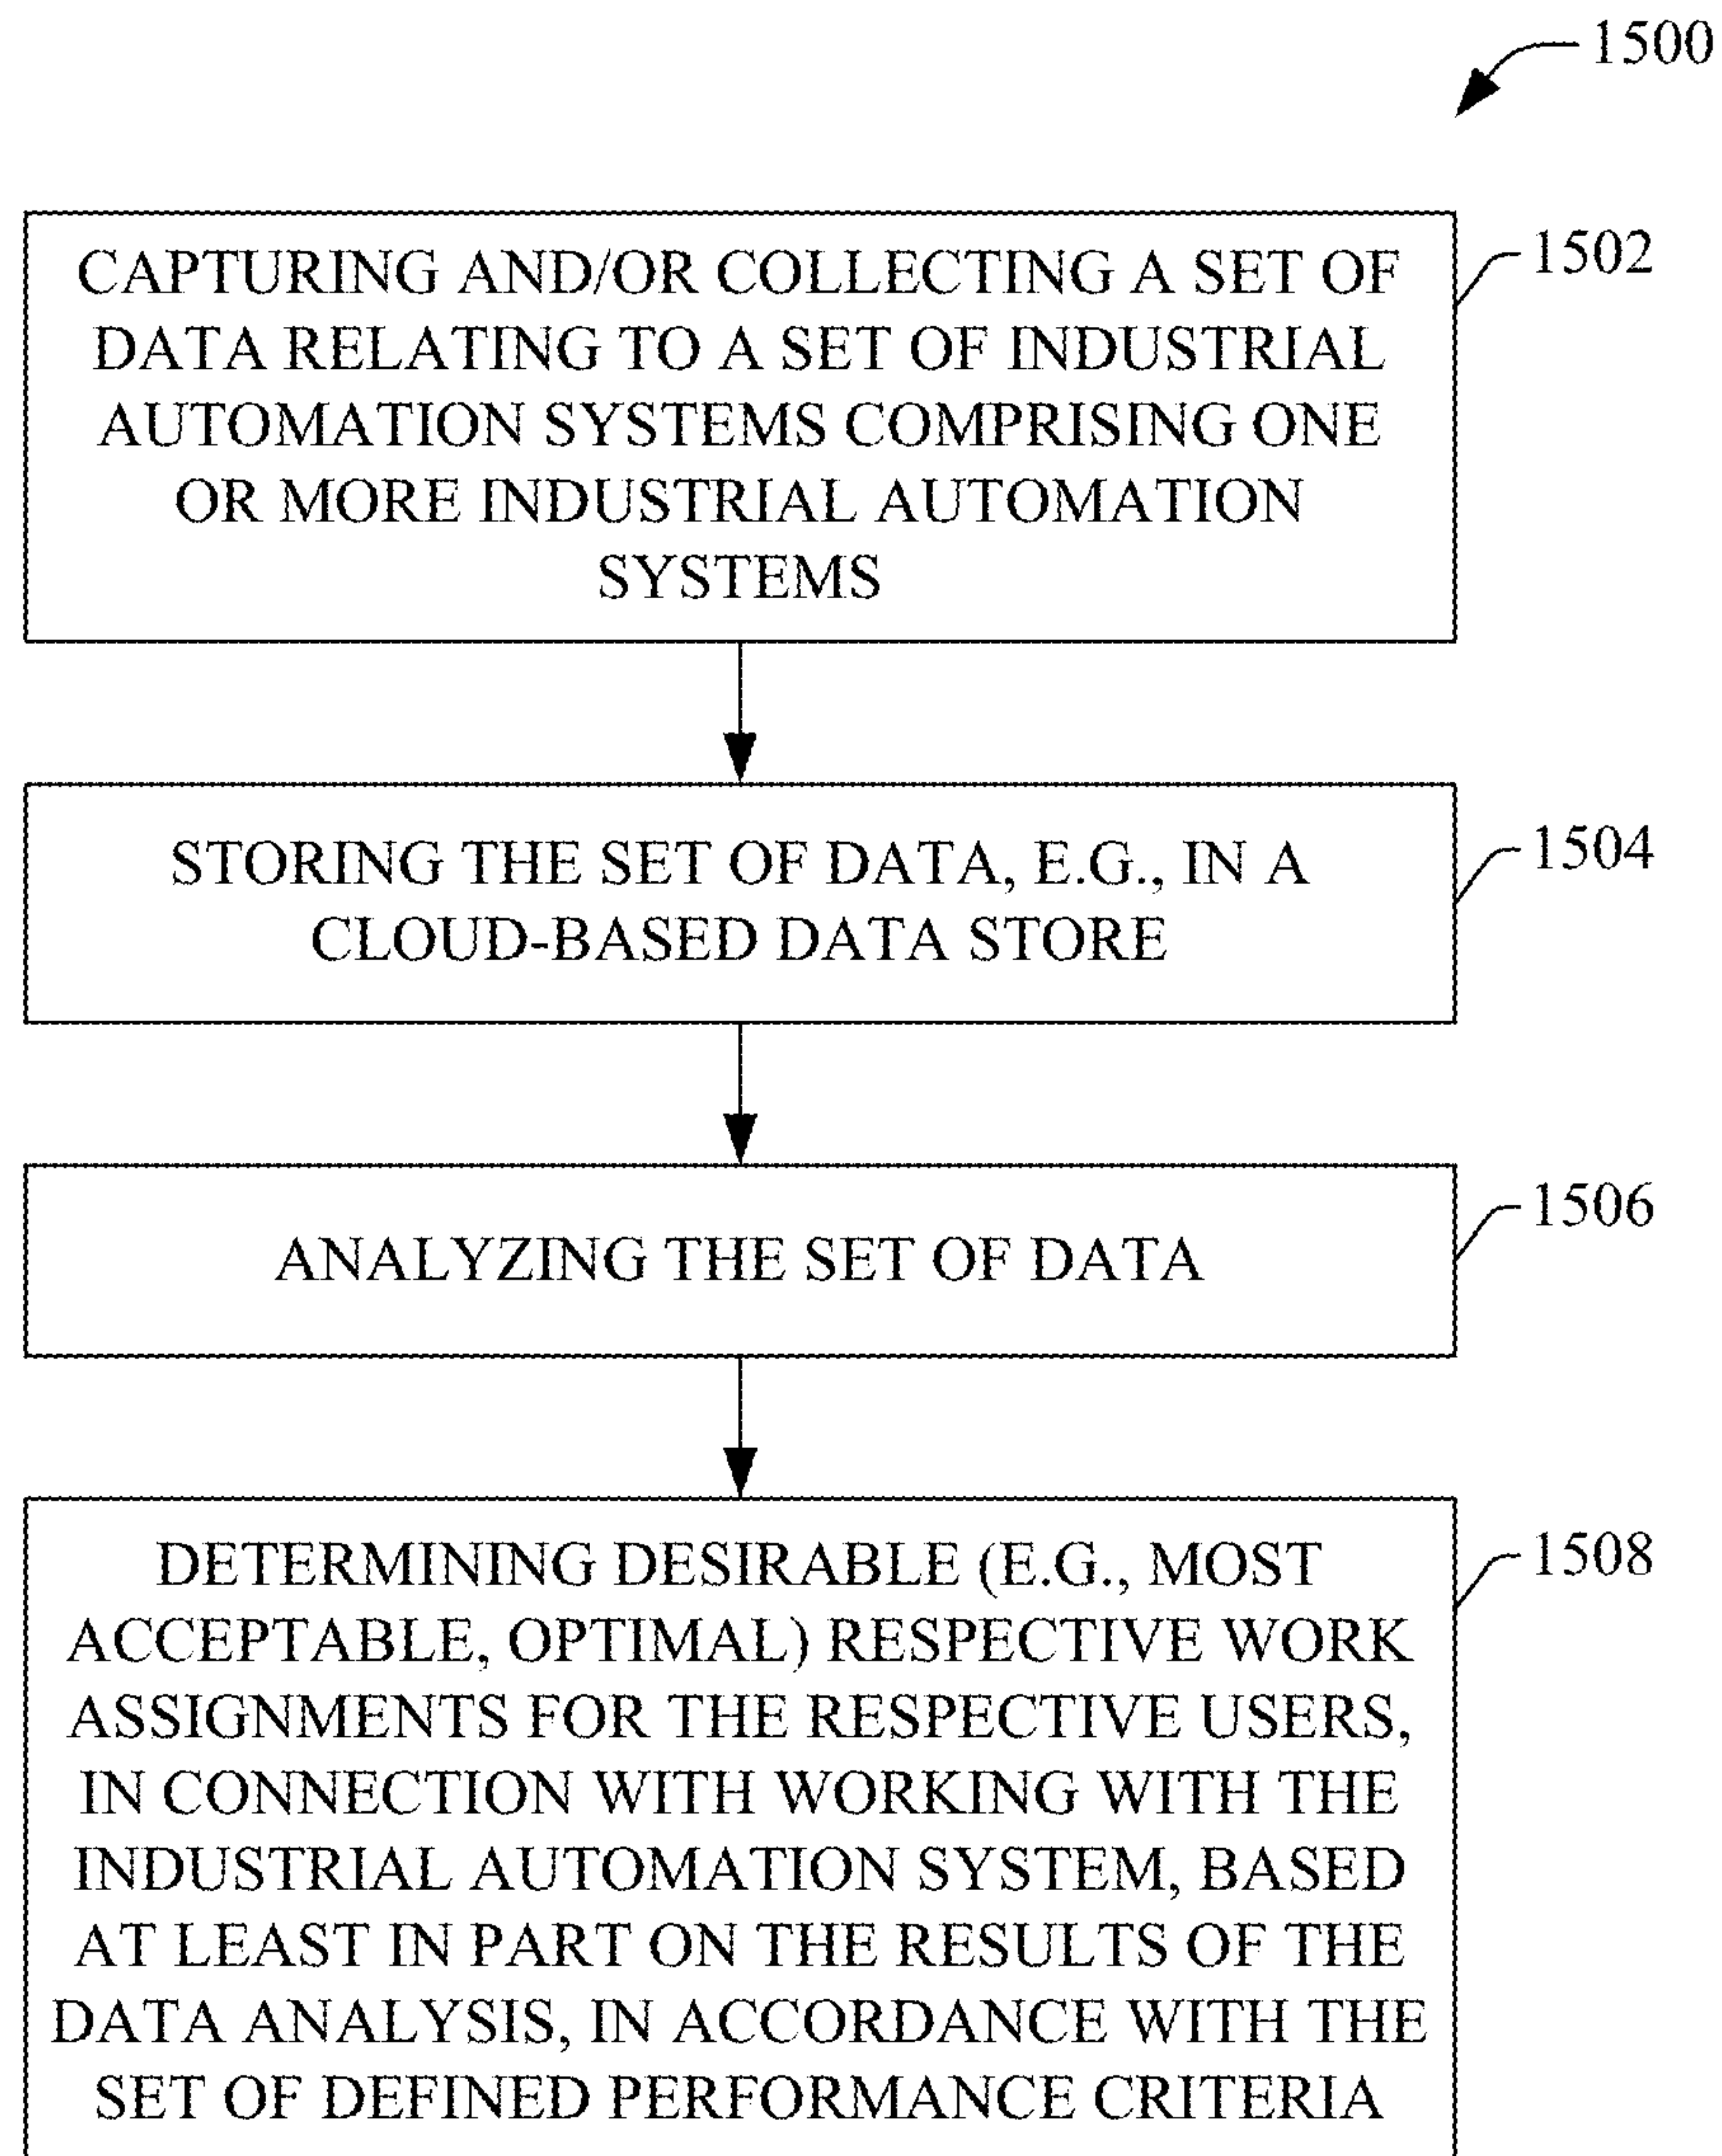 1500
CAPTURING AND/OR COLLECTING A SET OF
DATA RELATING TO A SET OF INDUSTRIAL
AUTOMATION SYSTEMS COMPRISING ONE
OR MORE INDUSTRIAL AUTOMATION
SYSTEMS
1502
STORING THE SET OF DATA, E.G., IN A
CLOUD-BASED DATA STORE
1504
ANALYZING THE SET OF DATA
1506
DETERMINING DESIRABLE (E.G., MOST
ACCEPTABLE, OPTIMAL) RESPECTIVE WORK
ASSIGNMENTS FOR THE RESPECTIVE USERS,
IN CONNECTION WITH WORKING WITH THE
INDUSTRIAL AUTOMATION SYSTEM, BASED
AT LEAST IN PART ON THE RESULTS OF THE
DATA ANALYSIS, IN ACCORDANCE WITH THE
SET OF DEFINED PERFORMANCE CRITERIA
1508